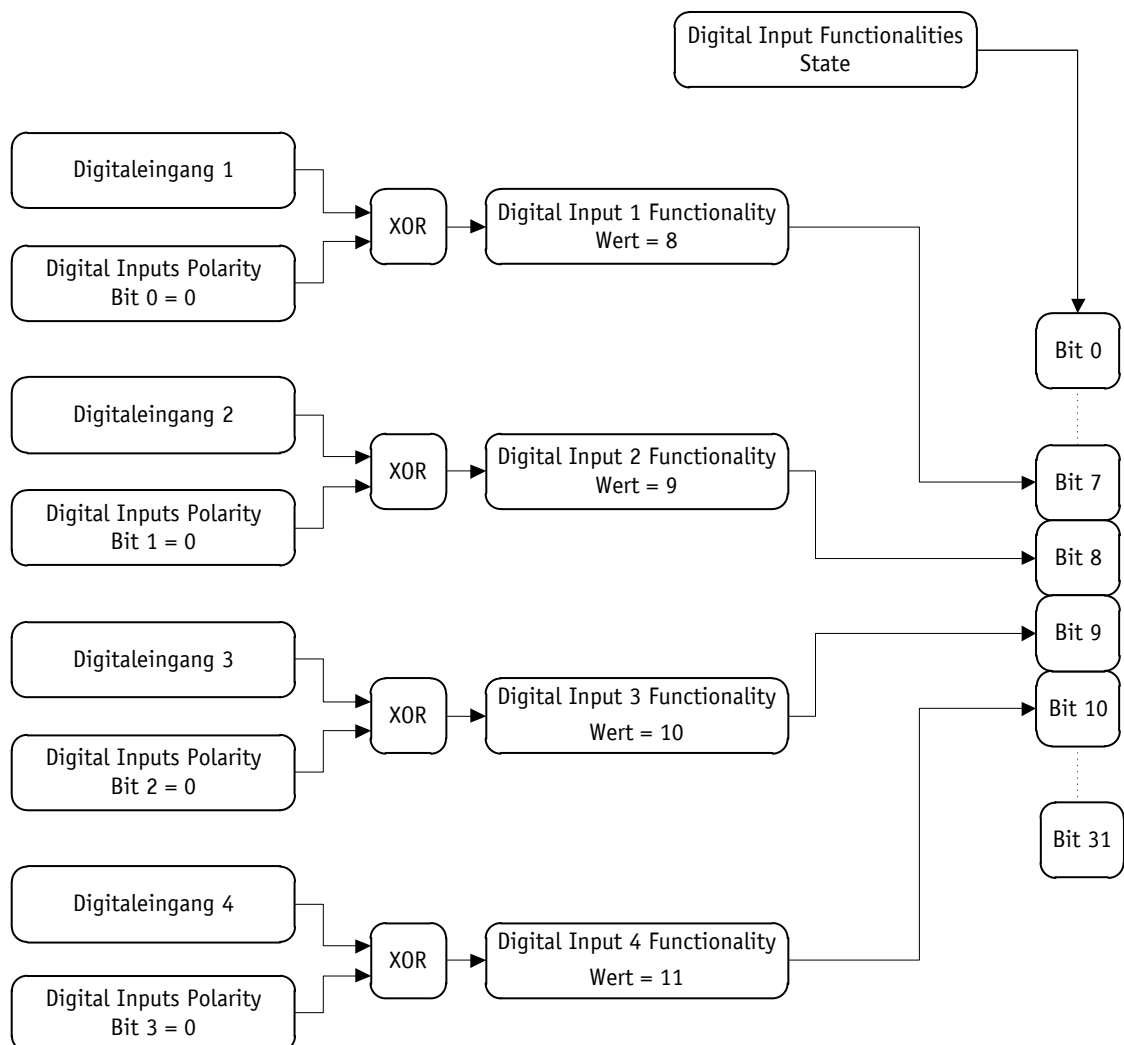 Digital Input Functionalities
State
Digitaleingang 1
Digital Inputs Polarity
Bit 0 = 0
XOR
Digital Input 1 Functionality
Wert = 8
Bit 0
Digitaleingang 2
Digital Inputs Polarity
Bit 1 = 0
XOR
Digital Input 2 Functionality
Wert = 9
Bit 7
Bit 8
Digitaleingang 3
Digital Inputs Polarity
Bit 2 = 0
XOR
Digital Input 3 Functionality
Wert = 10
Bit 9
Bit 10
Bit 31
Digitaleingang 4
Digital Inputs Polarity
Bit 3 = 0
XOR
Digital Input 4 Functionality
Wert = 11